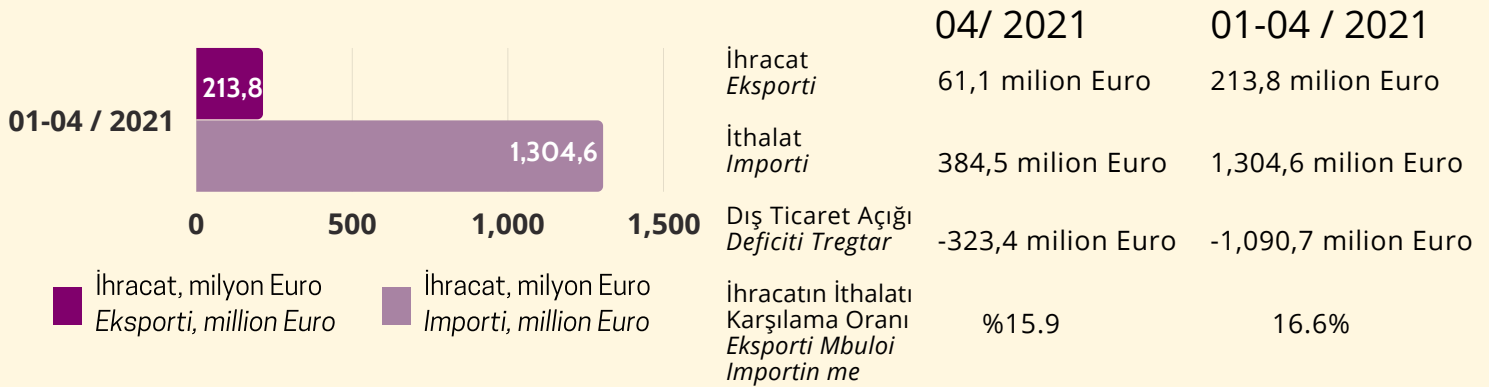 213,8
01-04 / 2021
1,304,6
0 500 1,000 1,500
İhracat, milyon Euro
Eksporti, million Euro
İhracat, milyon Euro
Importi, million Euro
04/ 2021 01-04 / 2021
İhracat
Eksporti
61,1 milion Euro 213,8 milion Euro
İthalat
Importi
384,5 milion Euro 1,304,6 milion Euro
Dış Ticaret Açığı
Deficiti Tregtar
-323,4 milion Euro -1,090,7 milion Euro
İhracatın İthalatı
Karşılama Oranı
Eksporti Mbuloi
Importin me
%15.9 16.6%